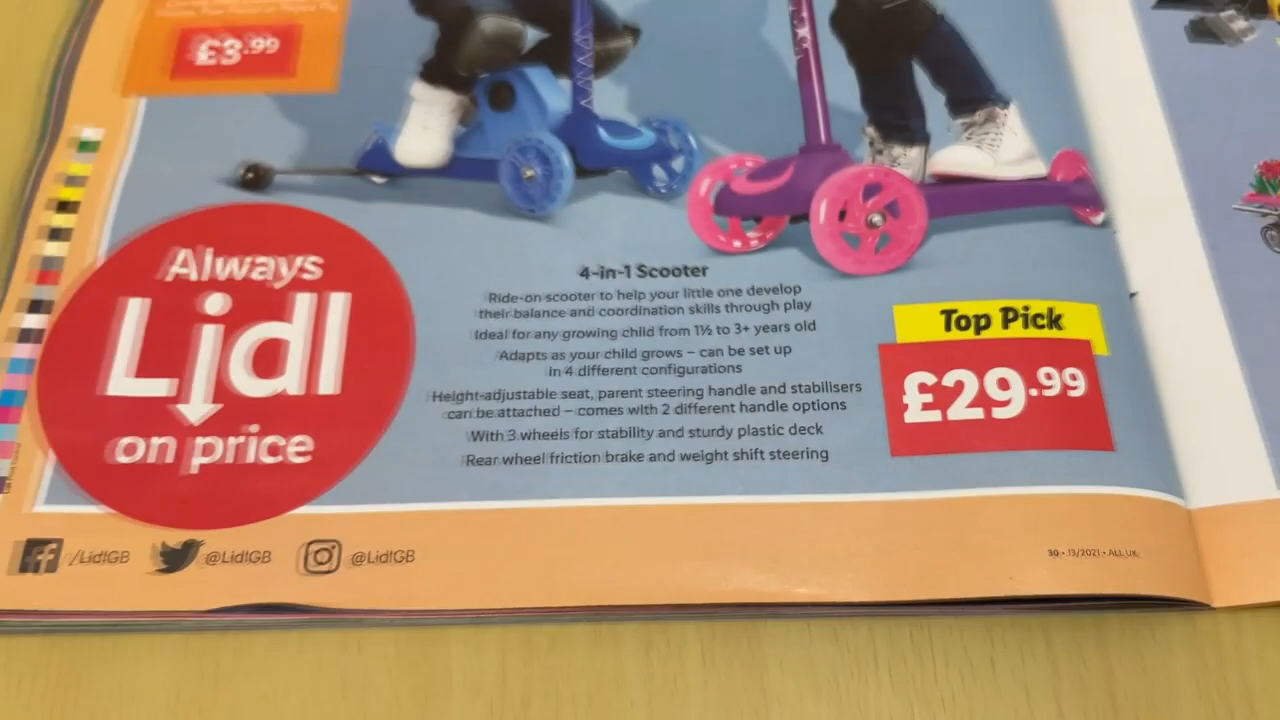 £3.99
Always
Lidl
on price
4-in-1 Scooter
Ride-on scooter to help your little one develop
their balance and coordination skills through play
Ideal for any growing child from 1½ to 3+ years old
Adapts as your child grows – can be set up
in 4 different configurations
Height-adjustable seat, parent steering handle and stabilisers
can be attached – comes with 2 different handle options
With 3 wheels for stability and sturdy plastic deck
Rear wheel friction brake and weight shift steering
Top Pick
£29.99
/LidlGB @LidlGB @LidlGB
30 • 13/2021 • ALL UK